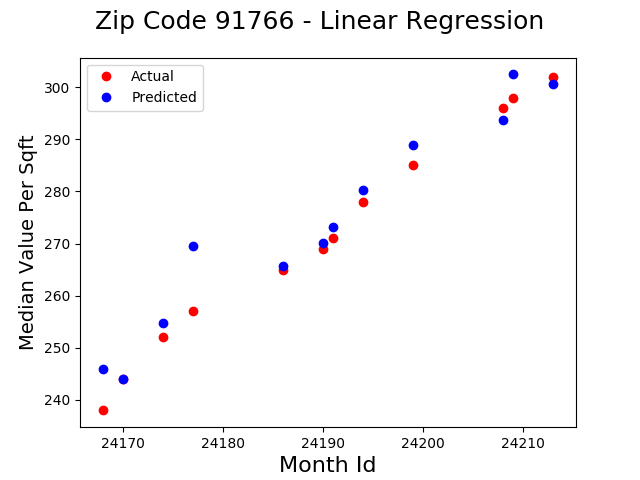 Zip Code 91766 - Linear Regression
Actual
Predicted
Median Value Per Sqft
300
290
280
270
260
250
240
24170 24180 24190 24200 24210
Month Id